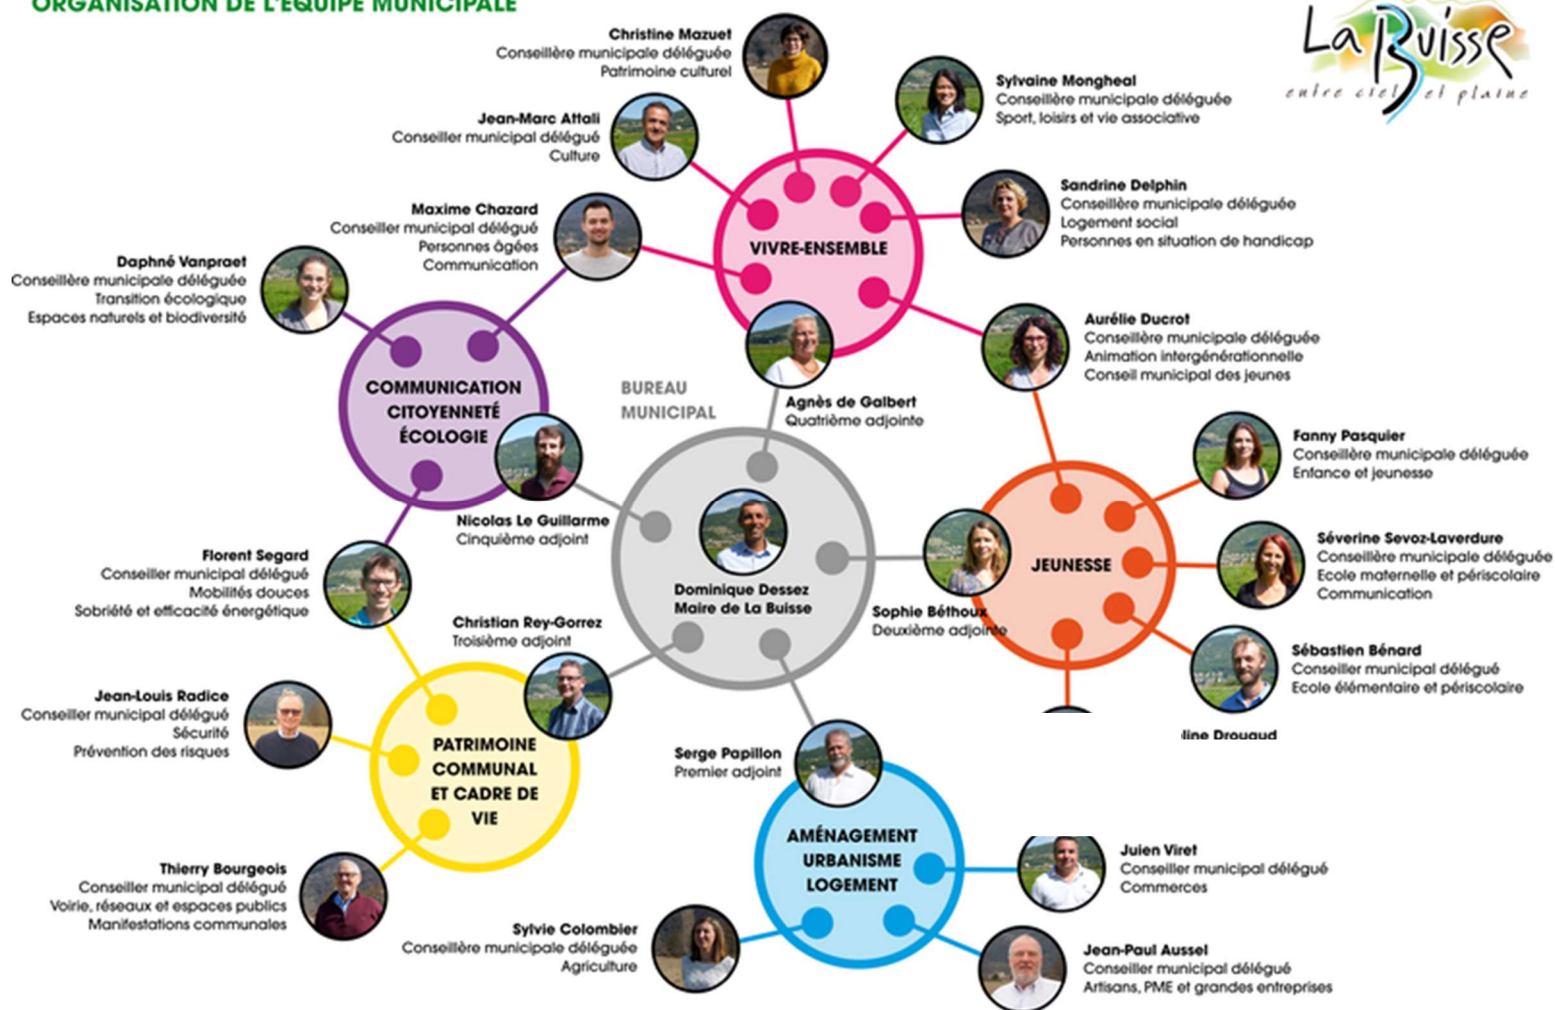 ORGANISATION DE L'ÉQUIPE MUNICIPALE
La Buisse
entre ciel et plaine
Christine Mazuet
Conseillère municipale déléguée
Patrimoine culturel
Sylvaine Mongheal
Conseillère municipale déléguée
Sport, loisirs et vie associative
Jean-Marc Attali
Conseiller municipal délégué
Culture
Sandrine Delphin
Conseillère municipale déléguée
Logement social
Personnes en situation de handicap
Maxime Chazard
Conseiller municipal délégué
Personnes âgées
Communication
VIVRE-ENSEMBLE
Daphné Vanpraet
Conseillère municipale déléguée
Transition écologique
Espaces naturels et biodiversité
Aurélie Ducrot
Conseillère municipale déléguée
Animation intergénérationnelle
Conseil municipal des jeunes
COMMUNICATION
CITOYENNETÉ
ÉCOLOGIE
BUREAU
MUNICIPAL
Agnès de Galbert
Quatrième adjointe
Fanny Pasquier
Conseillère municipale déléguée
Enfance et jeunesse
Nicolas Le Guillarme
Cinquième adjoint
Séverine Sevoz-Laverdure
Conseillère municipale déléguée
Ecole maternelle et périscolaire
Communication
JEUNESSE
Florent Segard
Conseiller municipal délégué
Mobilités douces
Sobriété et efficacité énergétique
Dominique Dessez
Maire de La Buisse
Sophie Béthoux
Deuxième adjointe
Christian Rey-Gorrez
Troisième adjoint
Sébastien Bénard
Conseiller municipal délégué
Ecole élémentaire et périscolaire
Jean-Louis Radice
Conseiller municipal délégué
Sécurité
Prévention des risques
line Drouaud
PATRIMOINE
COMMUNAL
ET CADRE DE
VIE
Serge Papillon
Premier adjoint
AMÉNAGEMENT
URBANISME
LOGEMENT
Juien Viret
Conseiller municipal délégué
Commerces
Thierry Bourgeois
Conseiller municipal délégué
Voirie, réseaux et espaces publics
Manifestations communales
Sylvie Colombier
Conseillère municipale déléguée
Agriculture
Jean-Paul Aussel
Conseiller municipal délégué
Artisans, PME et grandes entreprises